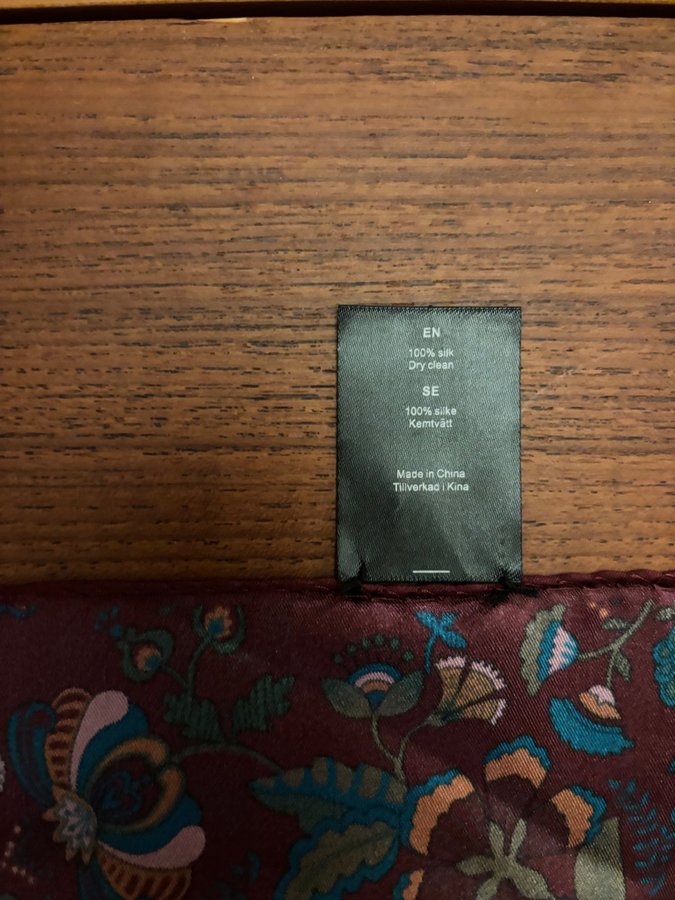 EN
100% silk
Dry clean
SE
100% silke
Kemtvätt
Made in China
Tillverkad i Kina